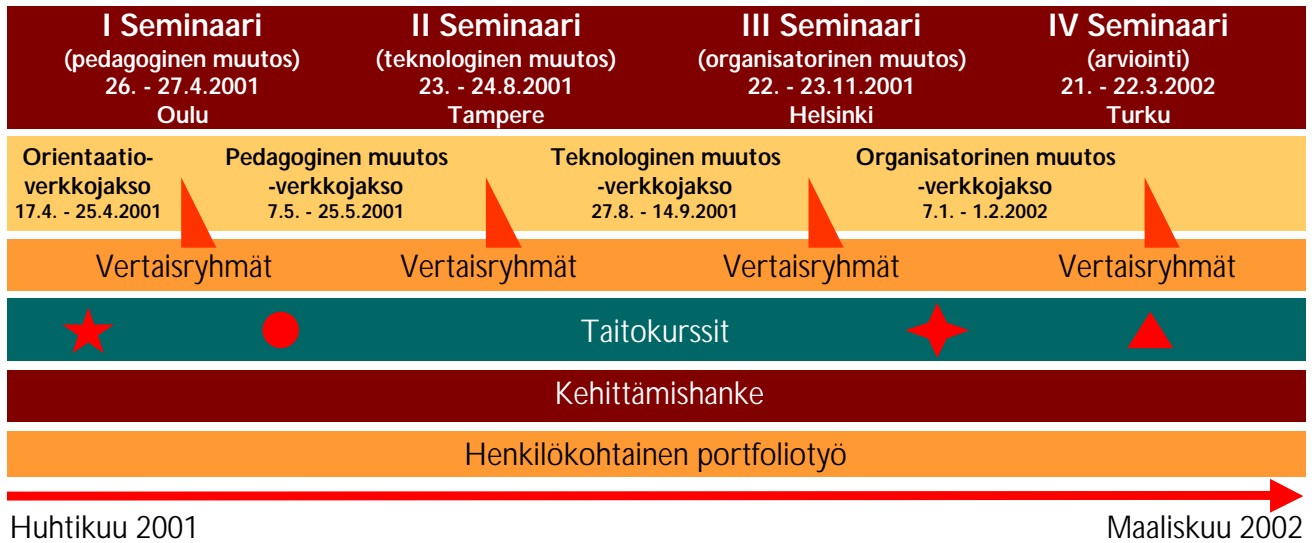 I Seminaari
(pedagoginen muutos)
26. - 27.4.2001
Oulu
II Seminaari
(teknologinen muutos)
23. - 24.8.2001
Tampere
III Seminaari
(organisatorinen muutos)
22. - 23.11.2001
Helsinki
IV Seminaari
(arviointi)
21. - 22.3.2002
Turku
Orientaatio-
verkkojakso
17.4. - 25.4.2001
Pedagoginen muutos
-verkkojakso
7.5. - 25.5.2001
Teknologinen muutos
-verkkojakso
27.8. - 14.9.2001
Organisatorinen muutos
-verkkojakso
7.1. - 1.2.2002
Vertaisryhmät
Vertaisryhmät
Vertaisryhmät
Vertaisryhmät
Taitokurssit
Kehittämishanke
Henkilökohtainen portfoliotyö
Huhtikuu 2001
Maaliskuu 2002